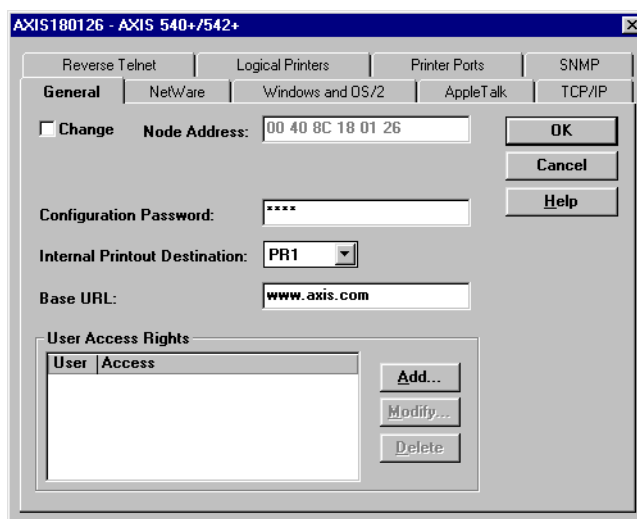 AXIS180126 - AXIS 540+/542+
Reverse Telnet Logical Printers Printer Ports SNMP
General NetWare Windows and OS/2 AppleTalk TCP/IP
Change Node Address: 00 40 8C 18 01 26 OK
Cancel
Help
Configuration Password: ****
Internal Printout Destination: PR1
Base URL: www.axis.com
User Access Rights
User Access
Add...
Modify...
Delete